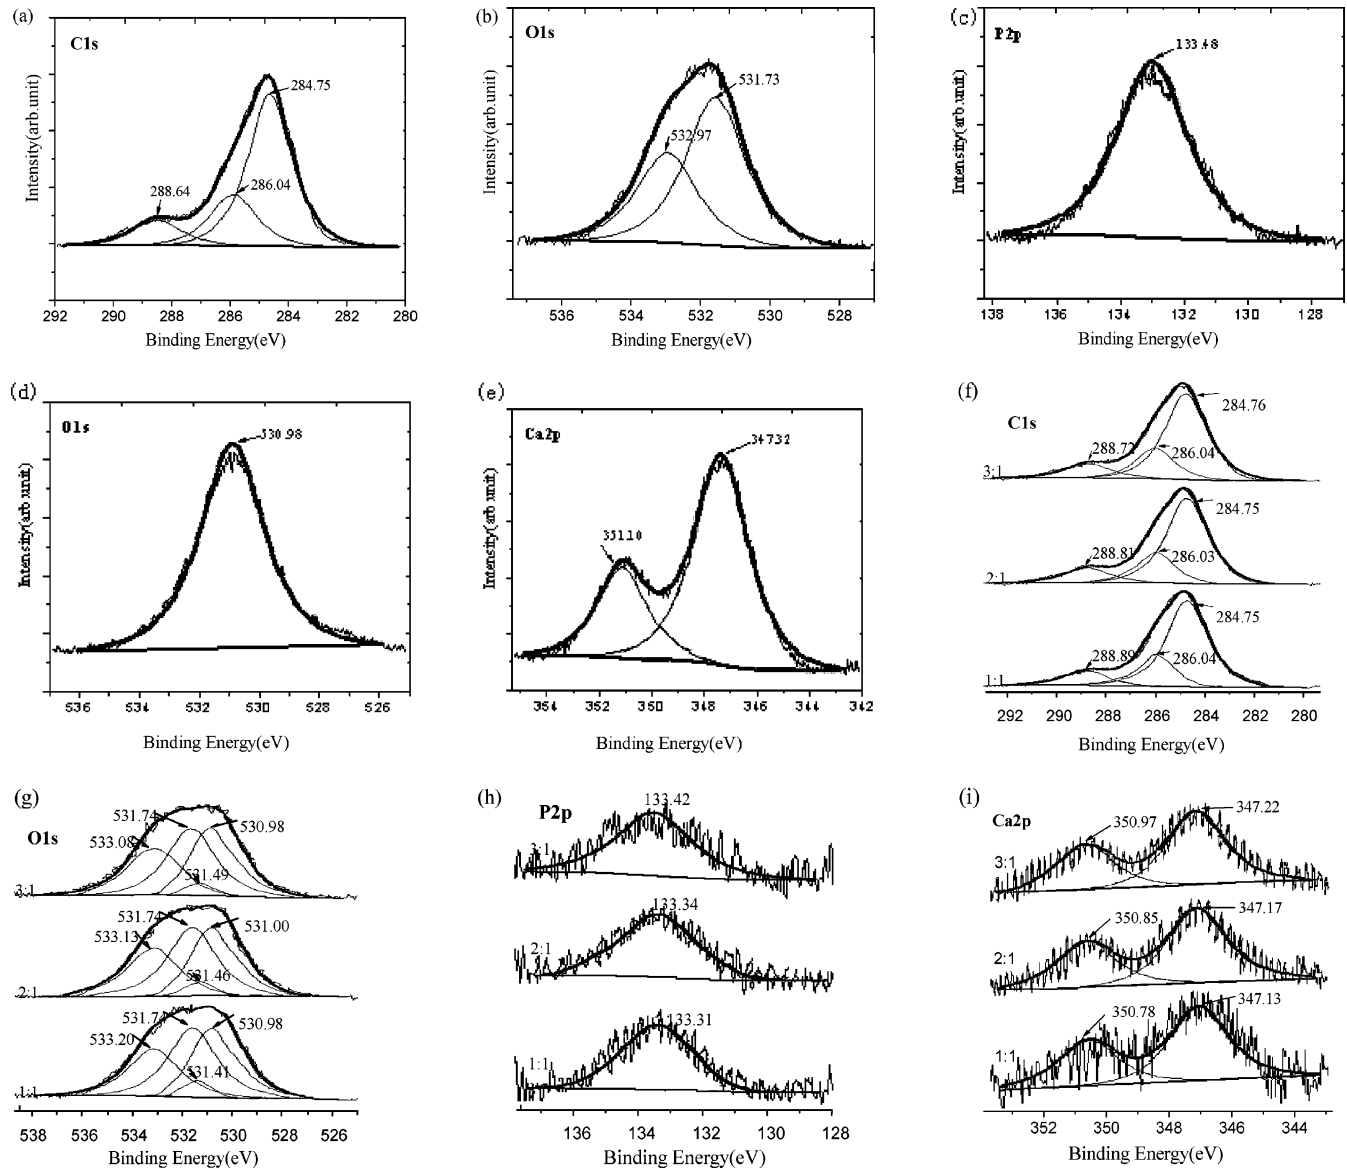 (a)
C1s
284.75
288.64
286.04
Intensity(arb.unit)
292 290 288 286 284 282 280
Binding Energy(eV)
(b)
O1s
531.73
532.97
Intensity(arb.unit)
536 534 532 530 528
Binding Energy(eV)
(c)
P2p
133.48
Intensity(arb.unit)
138 136 134 132 130 128
Binding Energy(eV)
(d)
O1s
530.98
Intensity(arb.unit)
536 534 532 530 528 526
Binding Energy(eV)
(e)
Ca2p
347.32
351.10
Intensity(arb unit)
354 352 350 348 346 344 342
Binding Energy(eV)
(f)
C1s
284.76
288.72
286.04
3:1
284.75
288.81
286.03
2:1
284.75
288.89
286.04
1:1
292 290 288 286 284 282 280
Binding Energy(eV)
(g)
O1s
531.74
530.98
533.08
531.49
3:1
531.74
531.00
533.13
531.46
2:1
531.74
530.98
533.20
531.41
1:1
538 536 534 532 530 528 526
Binding Energy(eV)
(h)
P2p
133.42
3:1
133.34
2:1
133.31
1:1
136 134 132 130 128
Binding Energy(eV)
(i)
Ca2p
350.97
347.22
3:1
350.85
347.17
2:1
350.78
347.13
1:1
352 350 348 346 344
Binding Energy(eV)